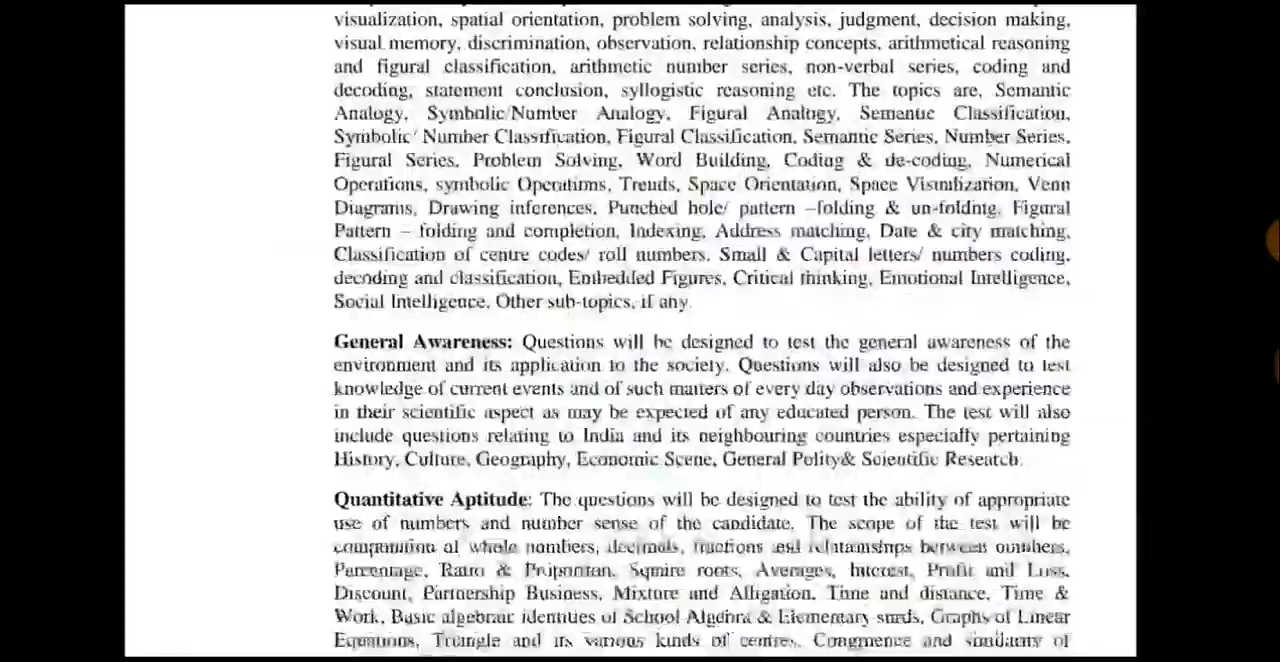 visualization, spatial orientation, problem solving, analysis, judgment, decision making,
visual memory, discrimination, observation, relationship concepts, arithmetical reasoning
and figural classification, arithmetic number series, non-verbal series, coding and
decoding, statement conclusion, syllogistic reasoning etc. The topics are, Semantic
Analogy, Symbolic/Number Analogy, Figural Analogy, Semantic Classification,
Symbolic/ Number Classification, Figural Classification, Semantic Series, Number Series,
Figural Series, Problem Solving, Word Building, Coding & de-coding, Numerical
Operations, symbolic Operations, Trends, Space Orientation, Space Visualization, Venn
Diagrams, Drawing inferences, Punched hole/ pattern –folding & un-folding, Figural
Pattern – folding and completion, Indexing, Address matching, Date & city matching,
Classification of centre codes/ roll numbers, Small & Capital letters/ numbers coding,
decoding and classification, Embedded Figures, Critical thinking, Emotional Intelligence,
Social Intelligence, Other sub-topics, if any.
General Awareness: Questions will be designed to test the general awareness of the
environment and its application to the society. Questions will also be designed to test
knowledge of current events and of such matters of every day observations and experience
in their scientific aspect as may be expected of any educated person. The test will also
include questions relating to India and its neighbouring countries especially pertaining
History, Culture, Geography, Economic Scene, General Polity& Scientific Research.
Quantitative Aptitude: The questions will be designed to test the ability of appropriate
use of numbers and number sense of the candidate. The scope of the test will be
computation of whole numbers, decimals, fractions and relationships between numbers,
Percentage, Ratio & Proportion, Square roots, Averages, Interest, Profit and Loss,
Discount, Partnership Business, Mixture and Alligation, Time and distance, Time &
Work, Basic algebraic identities of School Algebra & Elementary surds, Graphs of Linear
Equations, Triangle and its various kinds of centres, Congruence and similarity of